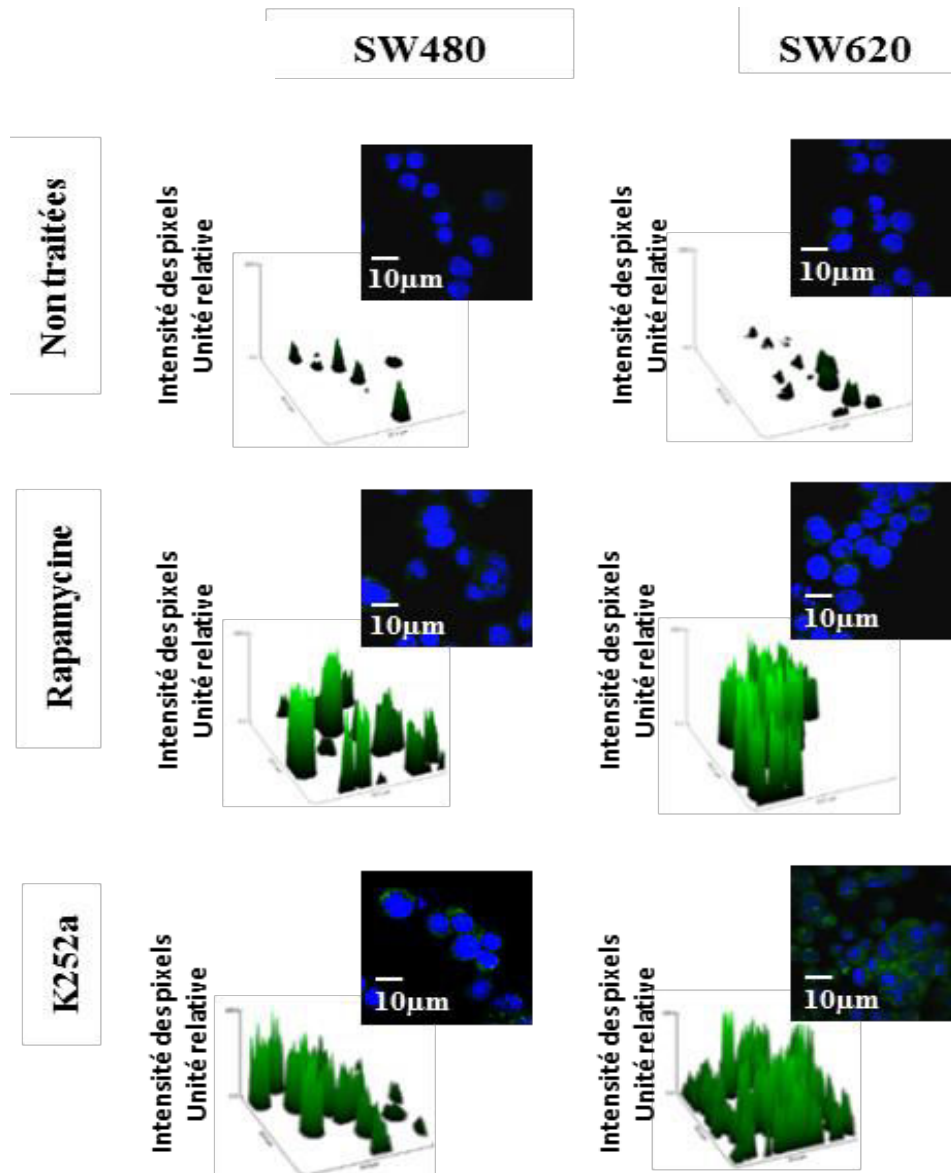 SW480
SW620
Non traitées
Intensité des pixels
Unité relative
10µm
Intensité des pixels
Unité relative
10µm
Rapamycine
Intensité des pixels
Unité relative
10µm
Intensité des pixels
Unité relative
10µm
K252a
Intensité des pixels
Unité relative
10µm
Intensité des pixels
Unité relative
10µm